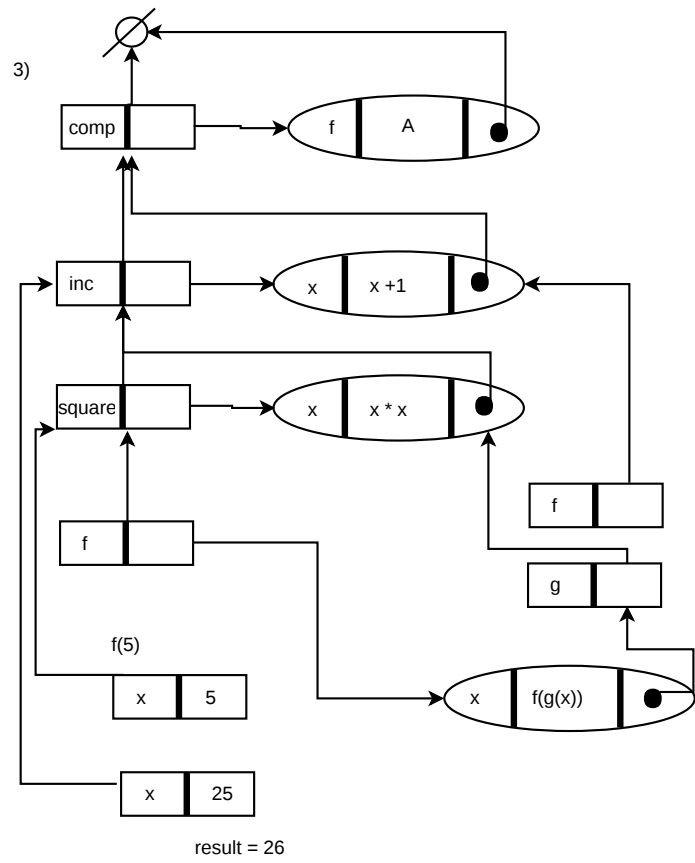 3)
comp
f A
inc
x x +1
square
x x * x
f
f
g
f(5)
x 5
x f(g(x))
x 25
result = 26